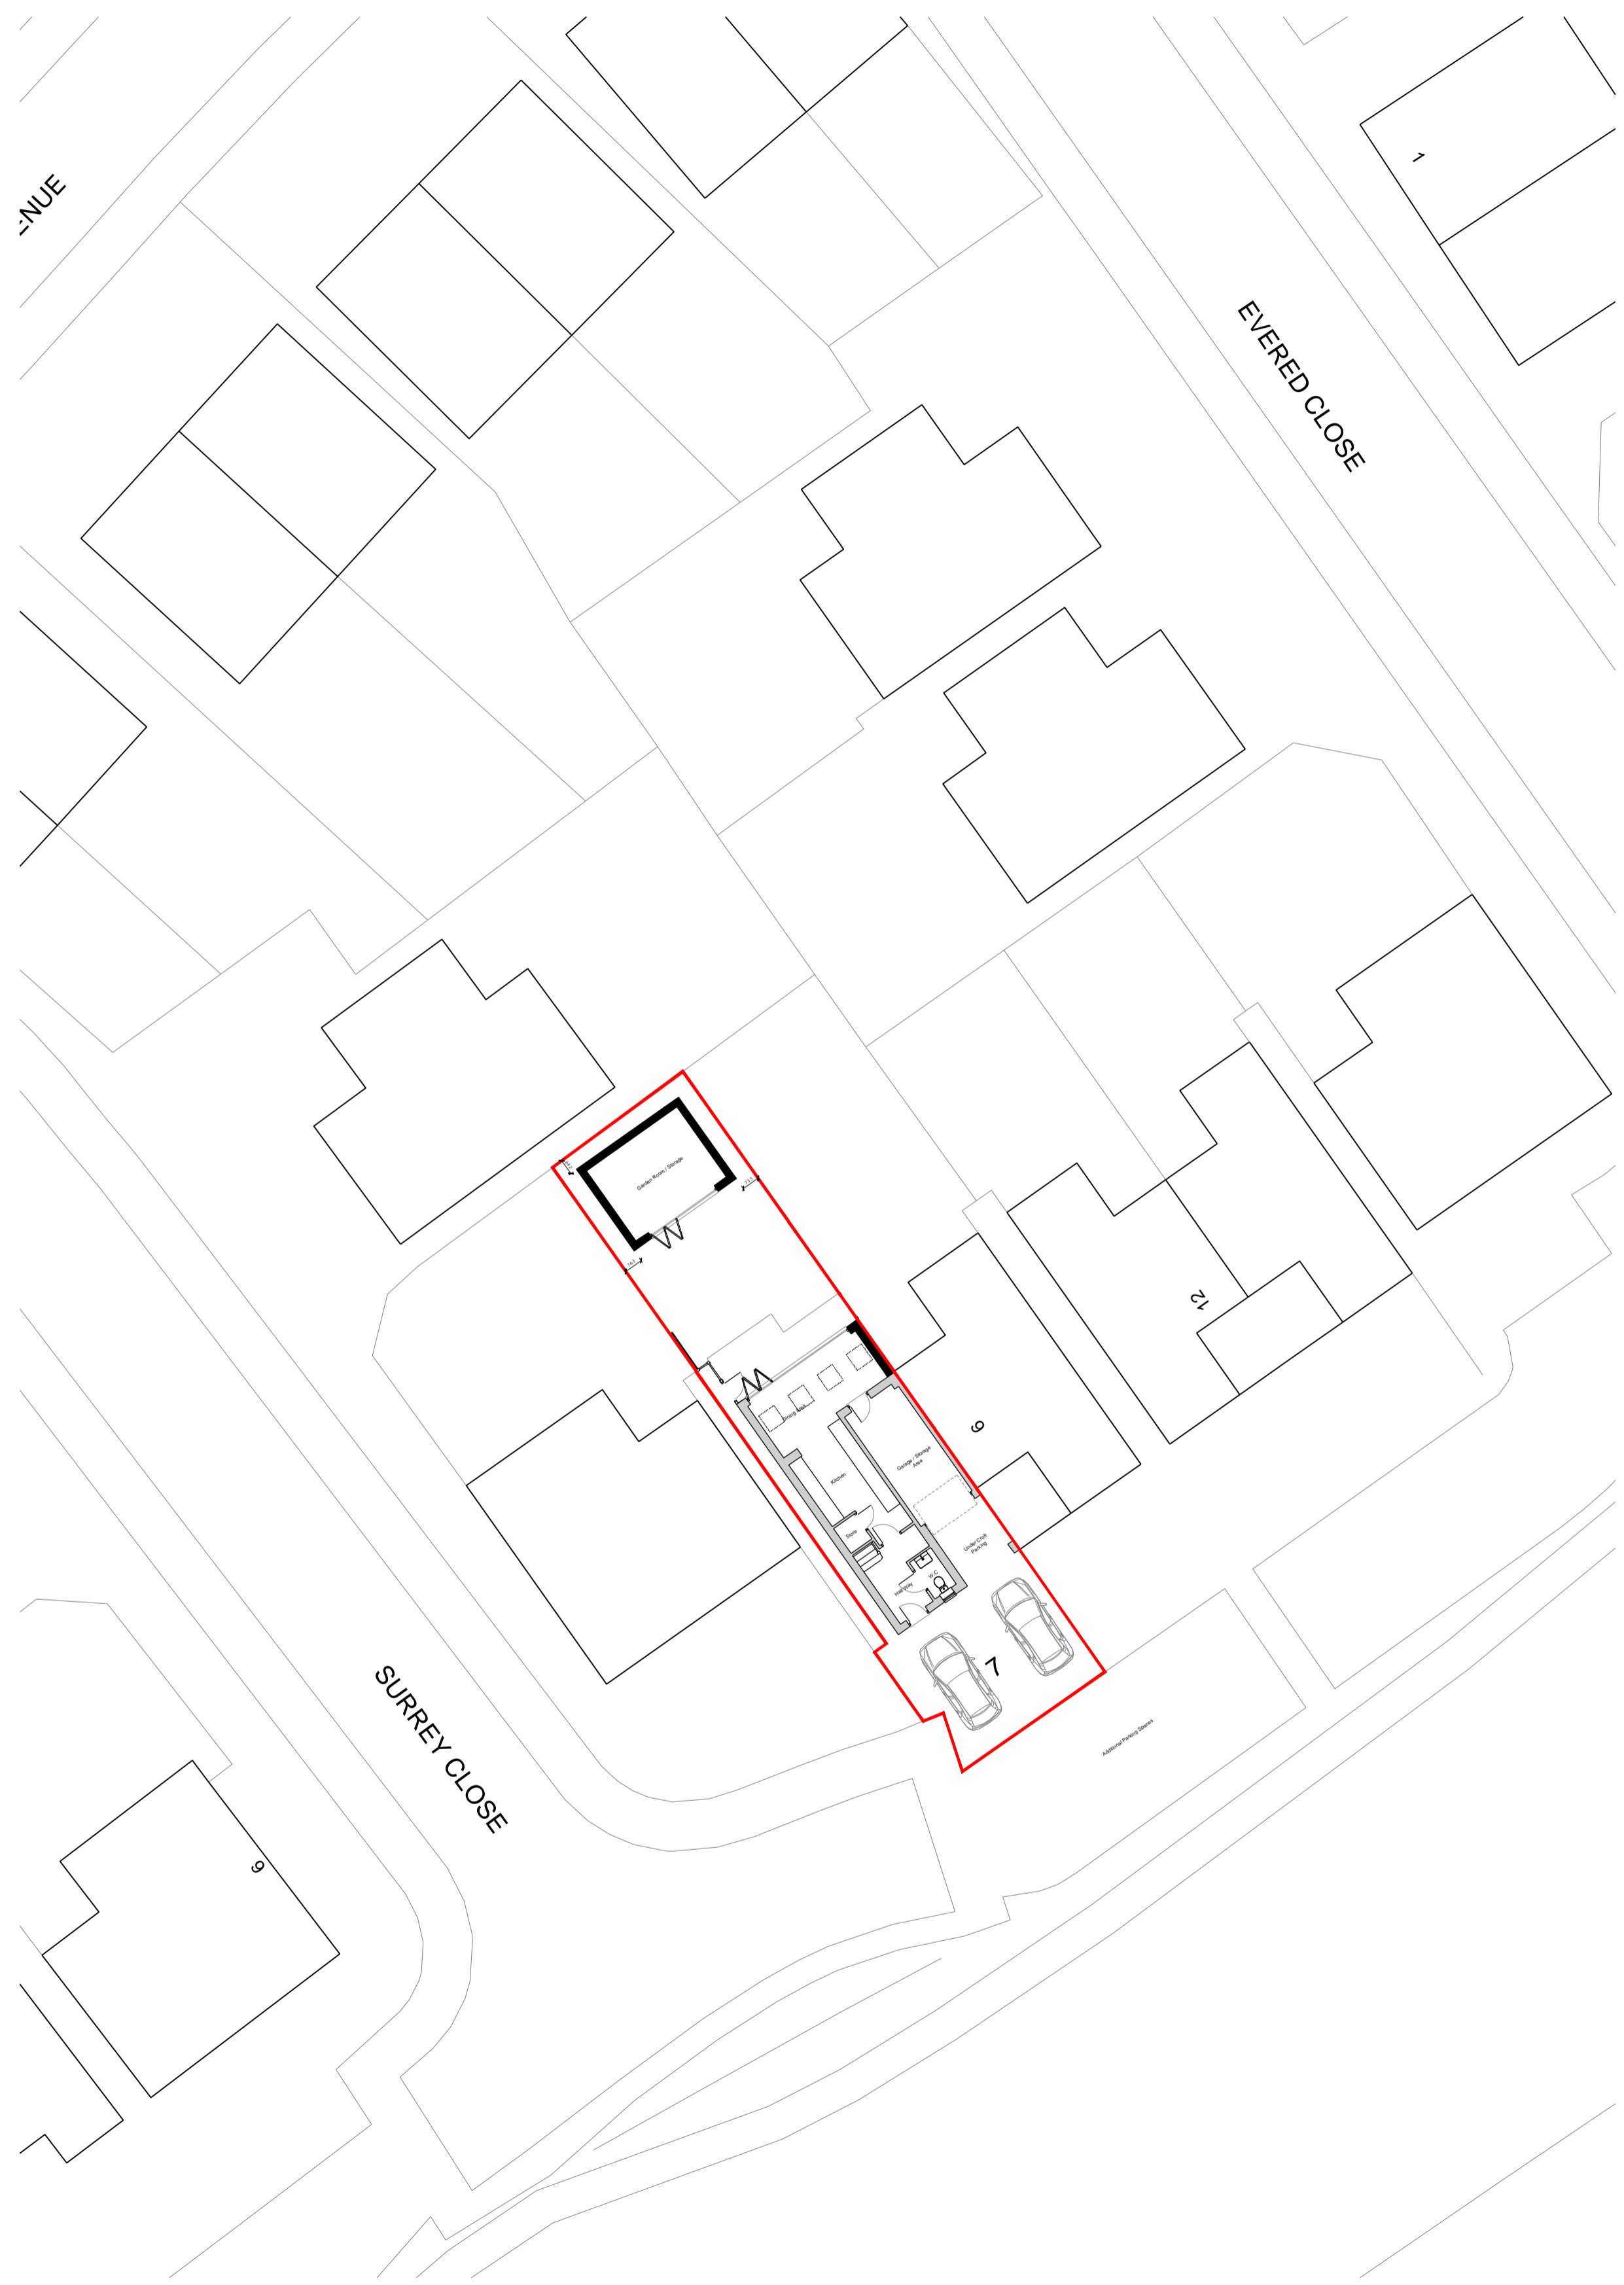 1
EVERED CLOSE
Garden Room / Storage
12
9
Dining Area
Garage / Storage
Area
Kitchen
Store
Under Croft
Parking
W.C
Hallway
7
Additional Parking Spaces
SURREY CLOSE
9